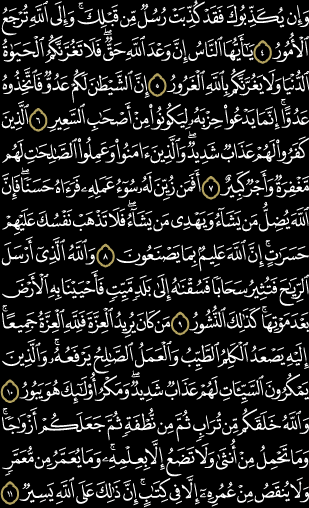 وَإِن يُكَذِّبُوكَ فَقَدْ كُذِّبَتْ رُسُلٌ مِّن قَبْلِكَ ۚ وَإِلَى ٱللَّهِ تُرْجَعُ
ٱلْأُمُورُ ٤ يَـٰٓأَيُّهَا ٱلنَّاسُ إِنَّ وَعْدَ ٱللَّهِ حَقٌّ ۖ فَلَا تَغُرَّنَّكُمُ ٱلْحَيَوٰةُ
ٱلدُّنْيَا وَلَا يَغُرَّنَّكُم بِٱللَّهِ ٱلْغَرُورُ ٥ إِنَّ ٱلشَّيْطَـٰنَ لَكُمْ عَدُوٌّ فَٱتَّخِذُوهُ
عَدُوًّا ۚ إِنَّمَا يَدْعُوا۟ حِزْبَهُۥ لِيَكُونُوا۟ مِنْ أَصْحَـٰبِ ٱلسَّعِيرِ ٦ ٱلَّذِينَ
كَفَرُوا۟ لَهُمْ عَذَابٌ شَدِيدٌ ۖ وَٱلَّذِينَ ءَامَنُوا۟ وَعَمِلُوا۟ ٱلصَّـٰلِحَـٰتِ لَهُم
مَّغْفِرَةٌ وَأَجْرٌ كَبِيرٌ ٧ أَفَمَن زُيِّنَ لَهُۥ سُوٓءُ عَمَلِهِۦ فَرَءَاهُ حَسَنًا ۖ فَإِنَّ
ٱللَّهَ يُضِلُّ مَن يَشَآءُ وَيَهْدِى مَن يَشَآءُ ۖ فَلَا تَذْهَبْ نَفْسُكَ عَلَيْهِمْ
حَسَرَٰتٍ ۚ إِنَّ ٱللَّهَ عَلِيمٌۢ بِمَا يَصْنَعُونَ ٨ وَٱللَّهُ ٱلَّذِىٓ أَرْسَلَ
ٱلرِّيَـٰحَ فَتُثِيرُ سَحَابًا فَسُقْنَـٰهُ إِلَىٰ بَلَدٍ مَّيِّتٍ فَأَحْيَيْنَا بِهِ ٱلْأَرْضَ
بَعْدَ مَوْتِهَا ۚ كَذَٰلِكَ ٱلنُّشُورُ ٩ مَن كَانَ يُرِيدُ ٱلْعِزَّةَ فَلِلَّهِ ٱلْعِزَّةُ جَمِيعًا ۚ
إِلَيْهِ يَصْعَدُ ٱلْكَلِمُ ٱلطَّيِّبُ وَٱلْعَمَلُ ٱلصَّـٰلِحُ يَرْفَعُهُۥ ۚ وَٱلَّذِينَ
يَمْكُرُونَ ٱلسَّيِّـَٔاتِ لَهُمْ عَذَابٌ شَدِيدٌ ۖ وَمَكْرُ أُو۟لَـٰٓئِكَ هُوَ يَبُورُ ١٠
وَٱللَّهُ خَلَقَكُم مِّن تُرَابٍ ثُمَّ مِن نُّطْفَةٍ ثُمَّ جَعَلَكُمْ أَزْوَٰجًا ۚ
وَمَا تَحْمِلُ مِنْ أُنثَىٰ وَلَا تَضَعُ إِلَّا بِعِلْمِهِۦ ۚ وَمَا يُعَمَّرُ مِن مُّعَمَّرٍ
وَلَا يُنقَصُ مِنْ عُمُرِهِۦٓ إِلَّا فِى كِتَـٰبٍ ۚ إِنَّ ذَٰلِكَ عَلَى ٱللَّهِ يَسِيرٌ ١١